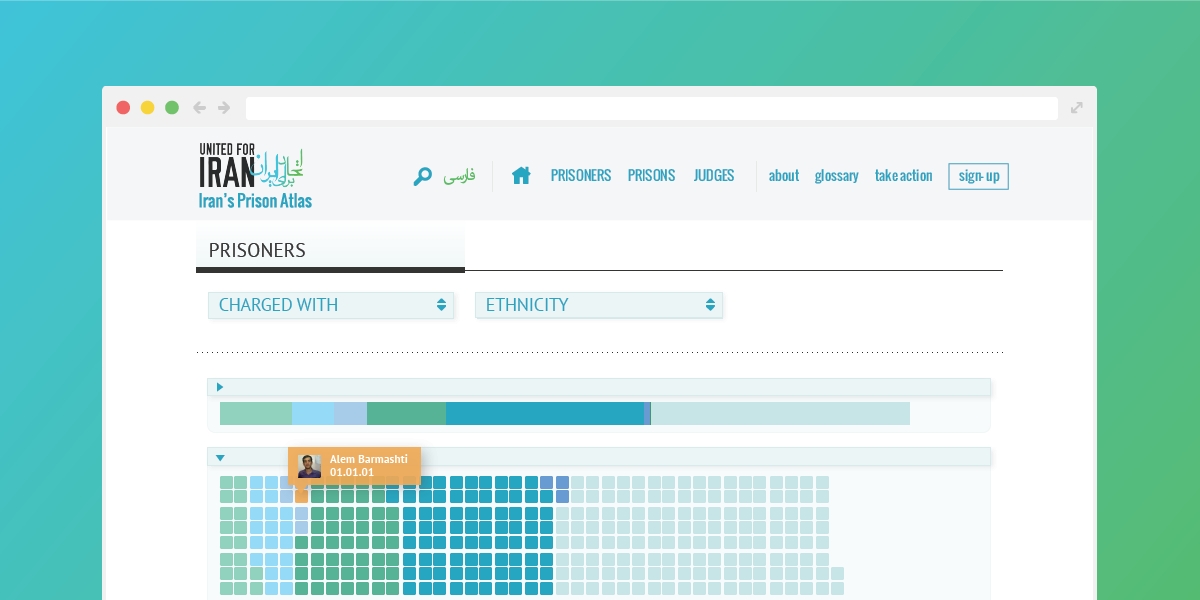 UNITED FOR
IRAN
اتحاد
برای ایران
Iran's Prison Atlas
فارسی
PRISONERS
PRISONS
JUDGES
about
glossary
take action
sign-up
PRISONERS
CHARGED WITH
ETHNICITY
Alem Barmashti
01.01.01